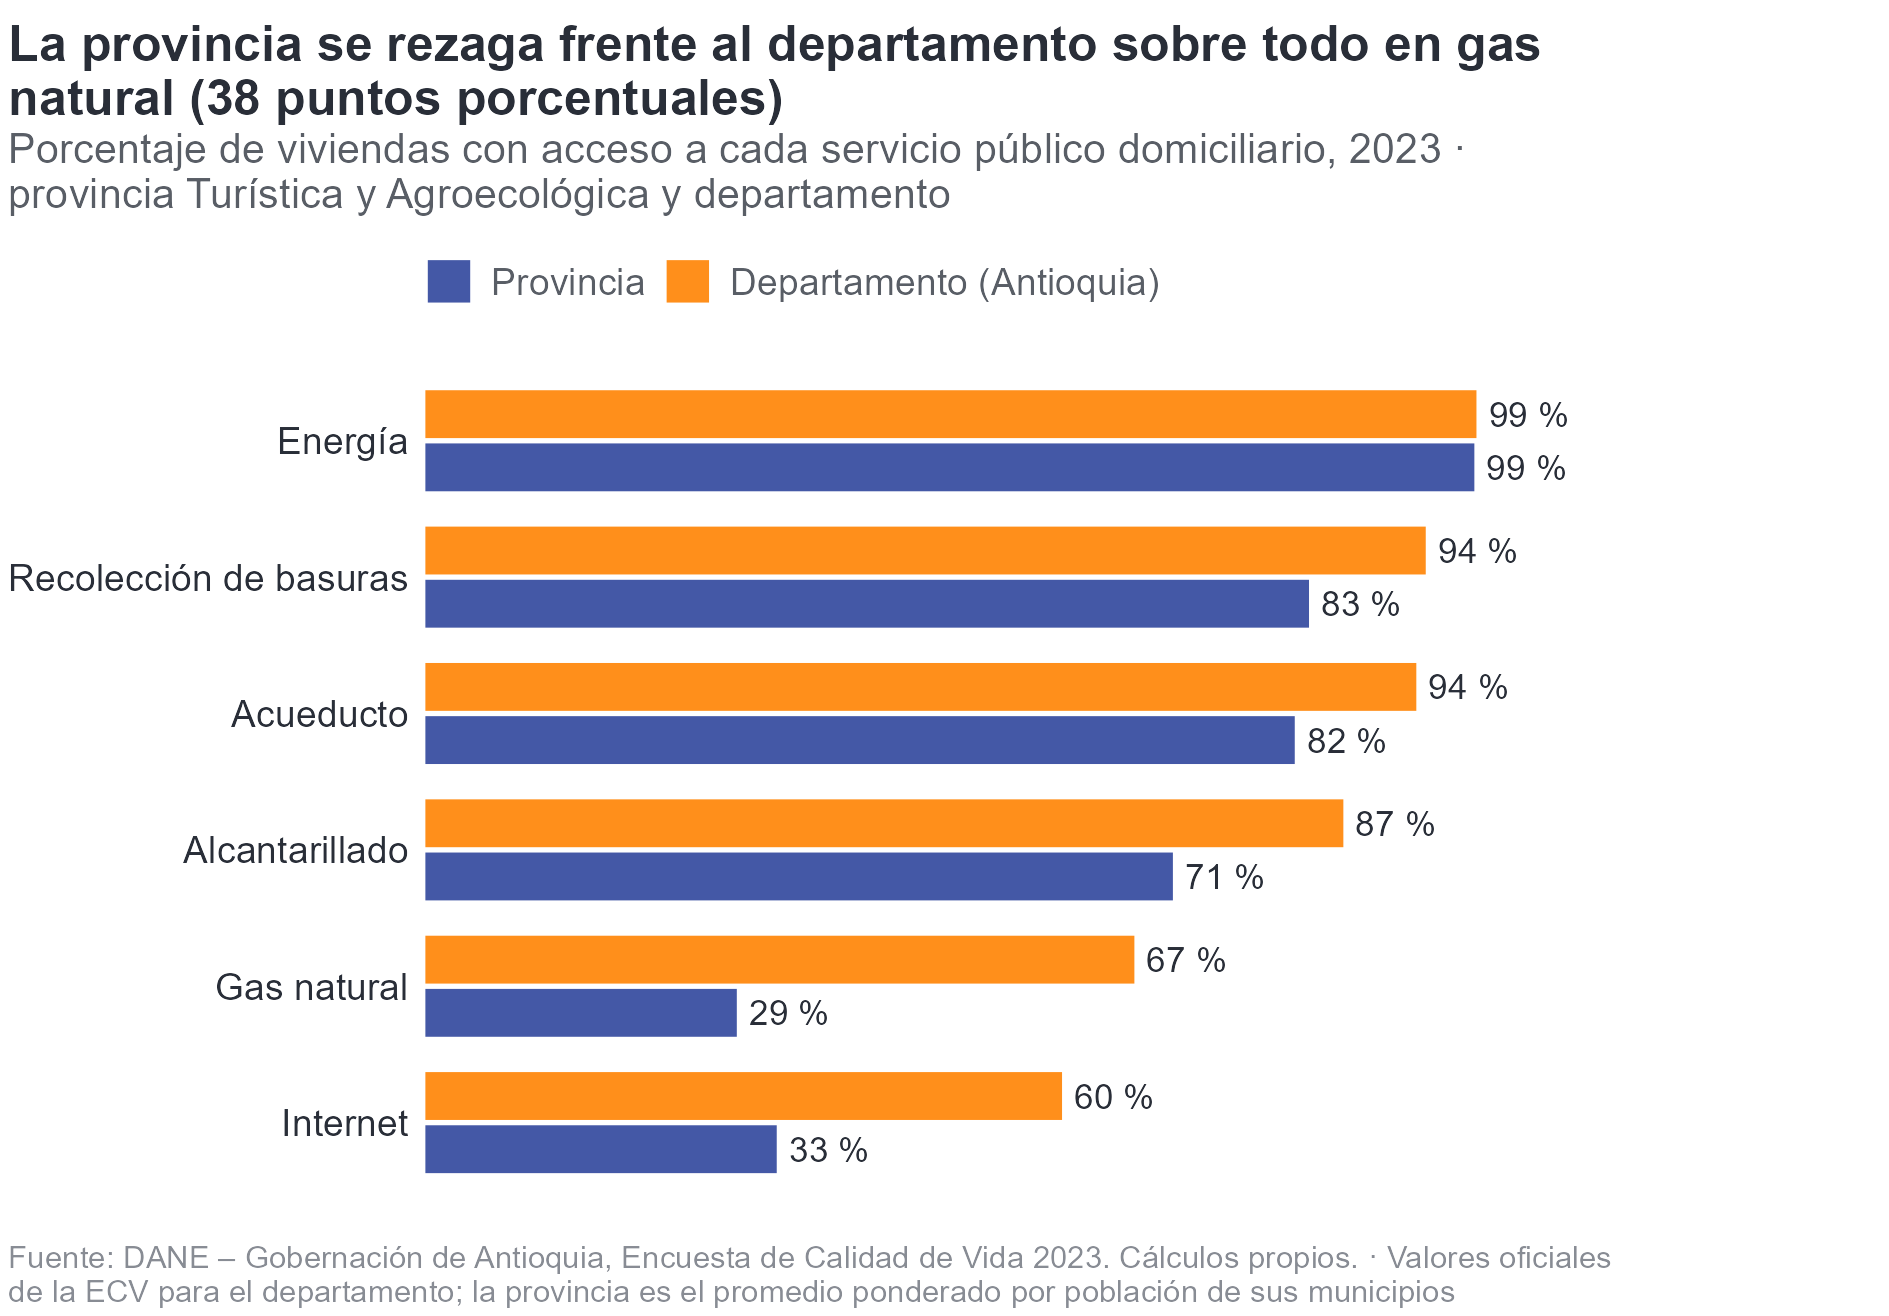 La provincia se rezaga frente al departamento sobre todo en gas
natural (38 puntos porcentuales)
Porcentaje de viviendas con acceso a cada servicio público domiciliario, 2023 ·
provincia Turística y Agroecológica y departamento
Provincia Departamento (Antioquia)
Energía
99 %
99 %
Recolección de basuras
94 %
83 %
Acueducto
94 %
82 %
Alcantarillado
87 %
71 %
Gas natural
67 %
29 %
Internet
60 %
33 %
Fuente: DANE – Gobernación de Antioquia, Encuesta de Calidad de Vida 2023. Cálculos propios. · Valores oficiales
de la ECV para el departamento; la provincia es el promedio ponderado por población de sus municipios